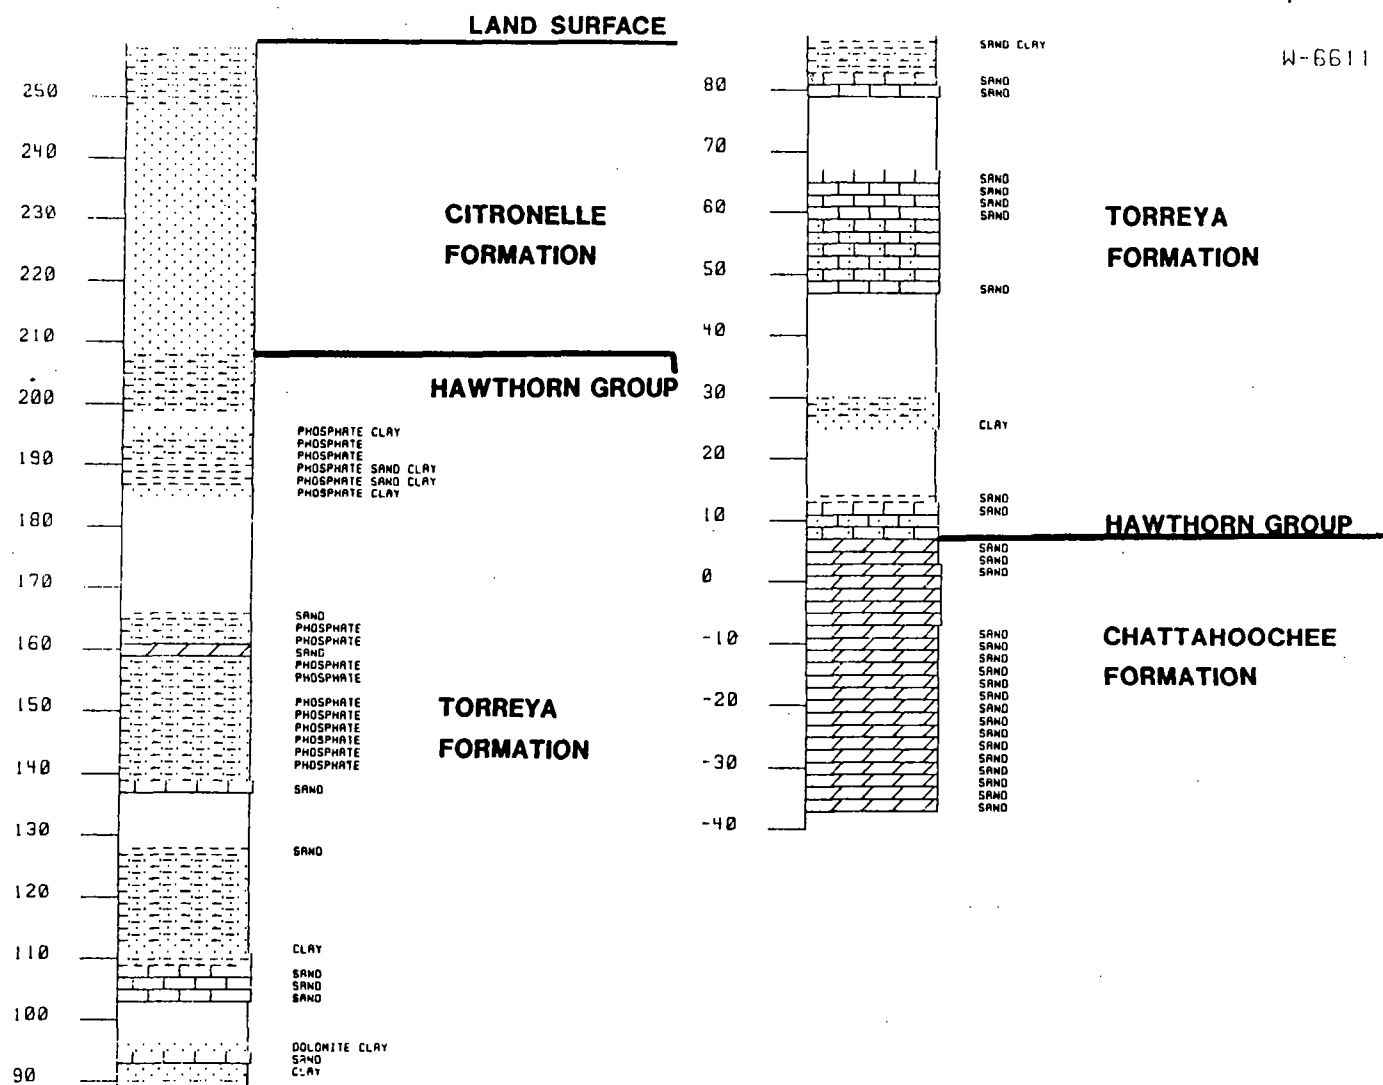 LAND SURFACE
250
240
230
CITRONELLE
FORMATION
220
210
HAWTHORN GROUP
200
PHOSPHATE CLAY
PHOSPHATE
PHOSPHATE
190
PHOSPHATE SAND CLAY
PHOSPHATE SAND CLAY
PHOSPHATE CLAY
180
170
SAND
PHOSPHATE
PHOSPHATE
160
SAND
PHOSPHATE
PHOSPHATE
150
PHOSPHATE
PHOSPHATE
PHOSPHATE
PHOSPHATE
PHOSPHATE
PHOSPHATE
TORREYA
FORMATION
140
SAND
130
SAND
120
110
CLAY
SAND
SAND
SAND
100
DOLOMITE CLAY
SAND
CLAY
90
W-6611
SAND CLAY
80
SAND
SAND
70
SAND
SAND
SAND
60
SAND
TORREYA
FORMATION
50
SAND
40
30
CLAY
20
SAND
SAND
10
HAWTHORN GROUP
SAND
SAND
SAND
0
-10
SAND
SAND
SAND
SAND
SAND
SAND
CHATTAHOOCHEE
FORMATION
-20
SAND
SAND
SAND
SAND
SAND
-30
SAND
SAND
SAND
SAND
-40